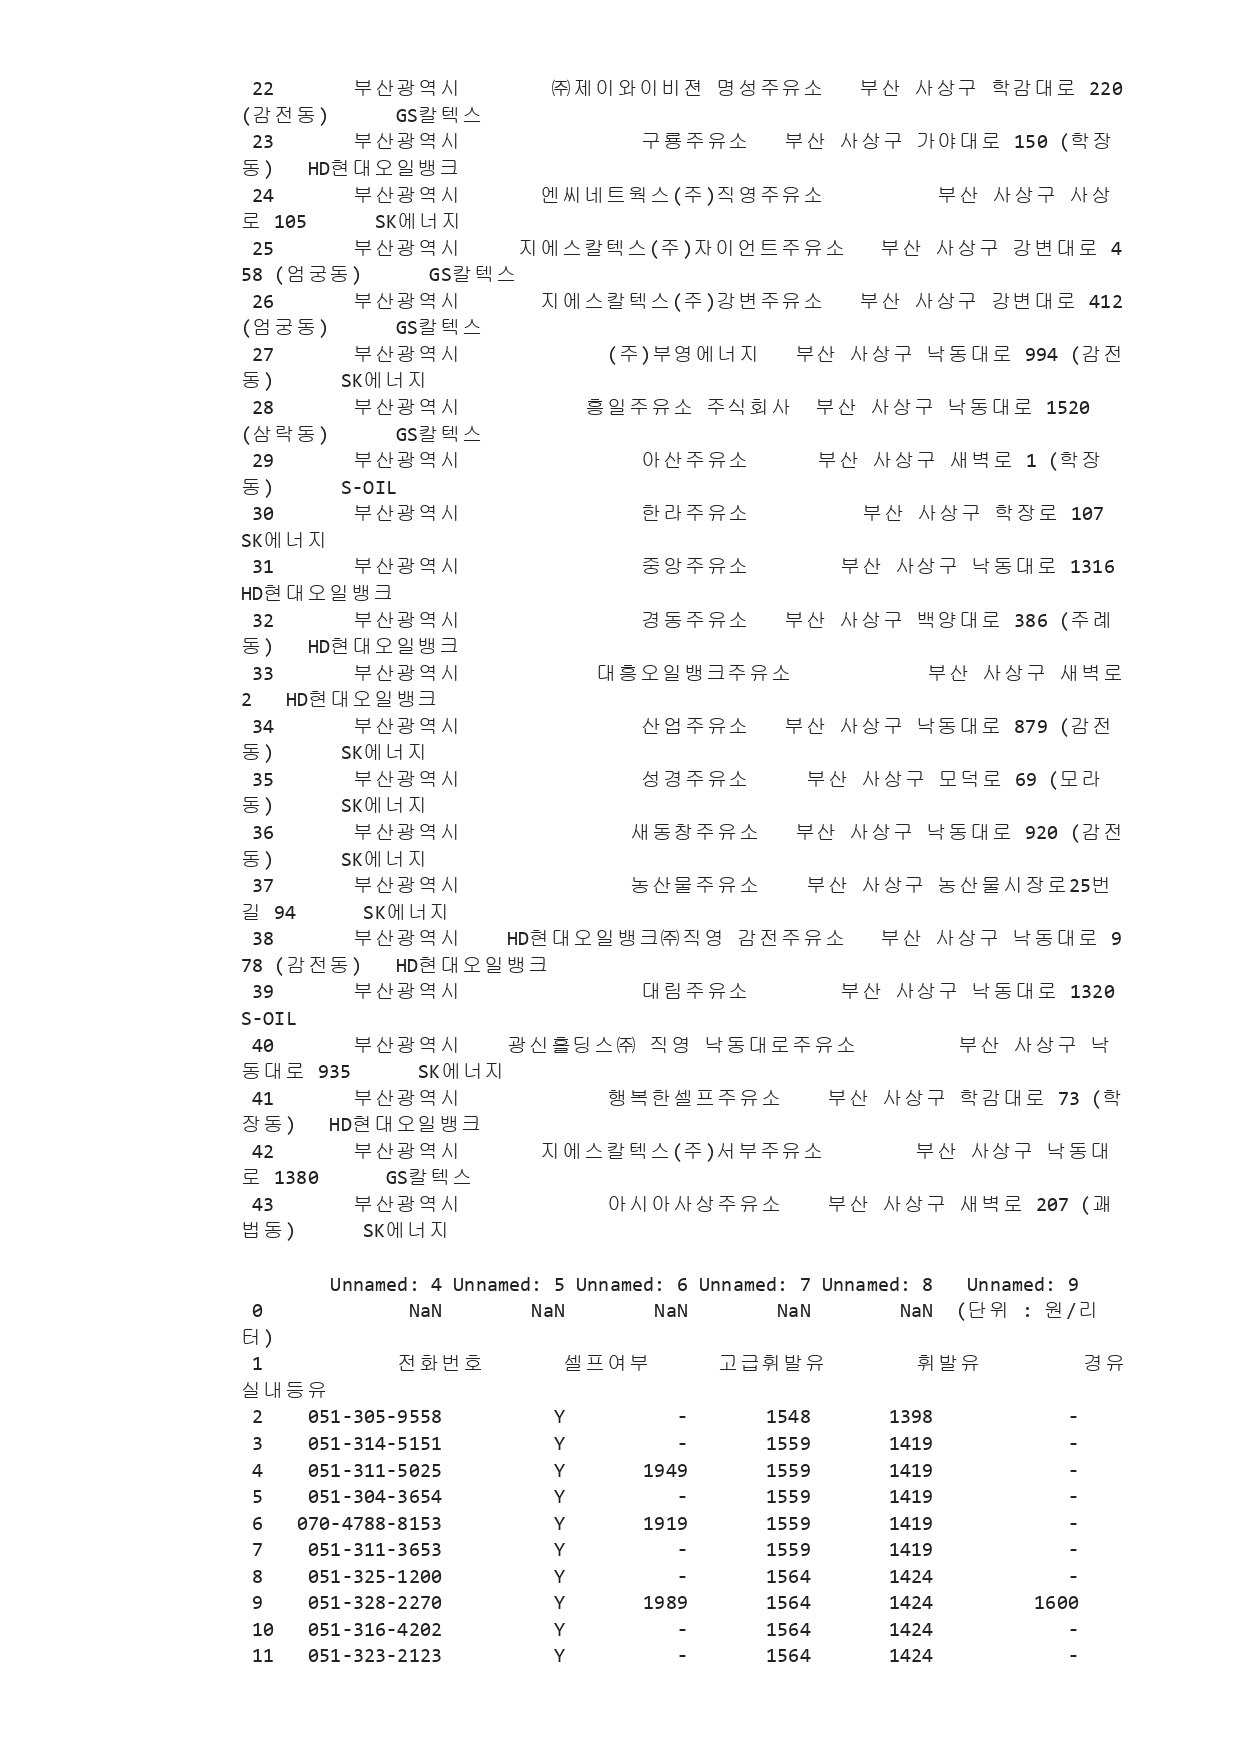 22 부산광역시 ㈜제이와이비젼 명성주유소 부산 사상구 학감대로 220
(감전동) GS칼텍스
23 부산광역시 구룡주유소 부산 사상구 가야대로 150 (학장
동) HD현대오일뱅크
24 부산광역시 엔씨네트웍스(주)직영주유소 부산 사상구 사상
로 105 SK에너지
25 부산광역시 지에스칼텍스(주)자이언트주유소 부산 사상구 강변대로 4
58 (엄궁동) GS칼텍스
26 부산광역시 지에스칼텍스(주)강변주유소 부산 사상구 강변대로 412
(엄궁동) GS칼텍스
27 부산광역시 (주)부영에너지 부산 사상구 낙동대로 994 (감전
동) SK에너지
28 부산광역시 흥일주유소 주식회사 부산 사상구 낙동대로 1520
(삼락동) GS칼텍스
29 부산광역시 아산주유소 부산 사상구 새벽로 1 (학장
동) S-OIL
30 부산광역시 한라주유소 부산 사상구 학장로 107
SK에너지
31 부산광역시 중앙주유소 부산 사상구 낙동대로 1316
HD현대오일뱅크
32 부산광역시 경동주유소 부산 사상구 백양대로 386 (주례
동) HD현대오일뱅크
33 부산광역시 대흥오일뱅크주유소 부산 사상구 새벽로
2 HD현대오일뱅크
34 부산광역시 산업주유소 부산 사상구 낙동대로 879 (감전
동) SK에너지
35 부산광역시 성경주유소 부산 사상구 모덕로 69 (모라
동) SK에너지
36 부산광역시 새동창주유소 부산 사상구 낙동대로 920 (감전
동) SK에너지
37 부산광역시 농산물주유소 부산 사상구 농산물시장로25번
길 94 SK에너지
38 부산광역시 HD현대오일뱅크㈜직영 감전주유소 부산 사상구 낙동대로 9
78 (감전동) HD현대오일뱅크
39 부산광역시 대림주유소 부산 사상구 낙동대로 1320
S-OIL
40 부산광역시 광신홀딩스㈜ 직영 낙동대로주유소 부산 사상구 낙
동대로 935 SK에너지
41 부산광역시 행복한셀프주유소 부산 사상구 학감대로 73 (학
장동) HD현대오일뱅크
42 부산광역시 지에스칼텍스(주)서부주유소 부산 사상구 낙동대
로 1380 GS칼텍스
43 부산광역시 아시아사상주유소 부산 사상구 새벽로 207 (괘
법동) SK에너지
Unnamed: 4 Unnamed: 5 Unnamed: 6 Unnamed: 7 Unnamed: 8 Unnamed: 9
0 NaN NaN NaN NaN NaN (단위 : 원/리
터)
1 전화번호 셀프여부 고급휘발유 휘발유 경유
실내등유
2 051-305-9558 Y - 1548 1398 -
3 051-314-5151 Y - 1559 1419 -
4 051-311-5025 Y 1949 1559 1419 -
5 051-304-3654 Y - 1559 1419 -
6 070-4788-8153 Y 1919 1559 1419 -
7 051-311-3653 Y - 1559 1419 -
8 051-325-1200 Y - 1564 1424 -
9 051-328-2270 Y 1989 1564 1424 1600
10 051-316-4202 Y - 1564 1424 -
11 051-323-2123 Y - 1564 1424 -